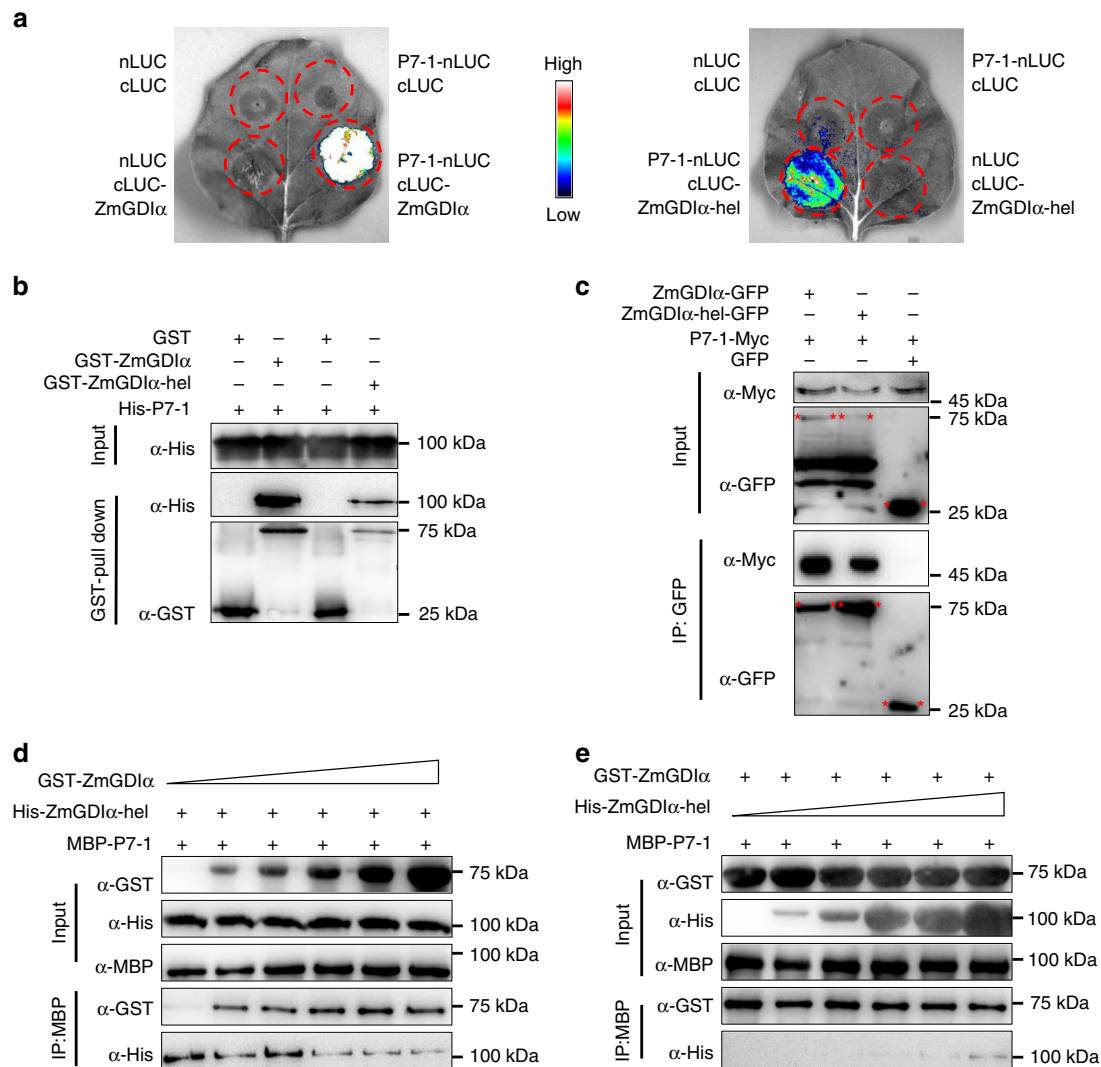 a
nLUC
cLUC
P7-1-nLUC
cLUC
nLUC
cLUC-
ZmGDIα
P7-1-nLUC
cLUC-
ZmGDIα
High
Low
nLUC
cLUC
P7-1-nLUC
cLUC
P7-1-nLUC
cLUC-
ZmGDIα-hel
nLUC
cLUC-
ZmGDIα-hel
b
GST + – + –
GST-ZmGDIα – + – –
GST-ZmGDIα-hel – – – +
His-P7-1 + + + +
Input
α-His
100 kDa
GST-pull down
α-His
100 kDa
75 kDa
α-GST
25 kDa
c
ZmGDIα-GFP + – –
ZmGDIα-hel-GFP – + –
P7-1-Myc + + +
GFP – – +
Input
α-Myc
45 kDa
* ** *
75 kDa
α-GFP
* *
25 kDa
IP: GFP
α-Myc
45 kDa
* ** *
75 kDa
α-GFP
* *
25 kDa
d
GST-ZmGDIα
His-ZmGDIα-hel + + + + + +
MBP-P7-1 + + + + + +
Input
α-GST
75 kDa
α-His
100 kDa
α-MBP
100 kDa
IP:MBP
α-GST
75 kDa
α-His
100 kDa
e
GST-ZmGDIα + + + + + +
His-ZmGDIα-hel
MBP-P7-1 + + + + + +
Input
α-GST
75 kDa
α-His
100 kDa
α-MBP
100 kDa
IP:MBP
α-GST
75 kDa
α-His
100 kDa